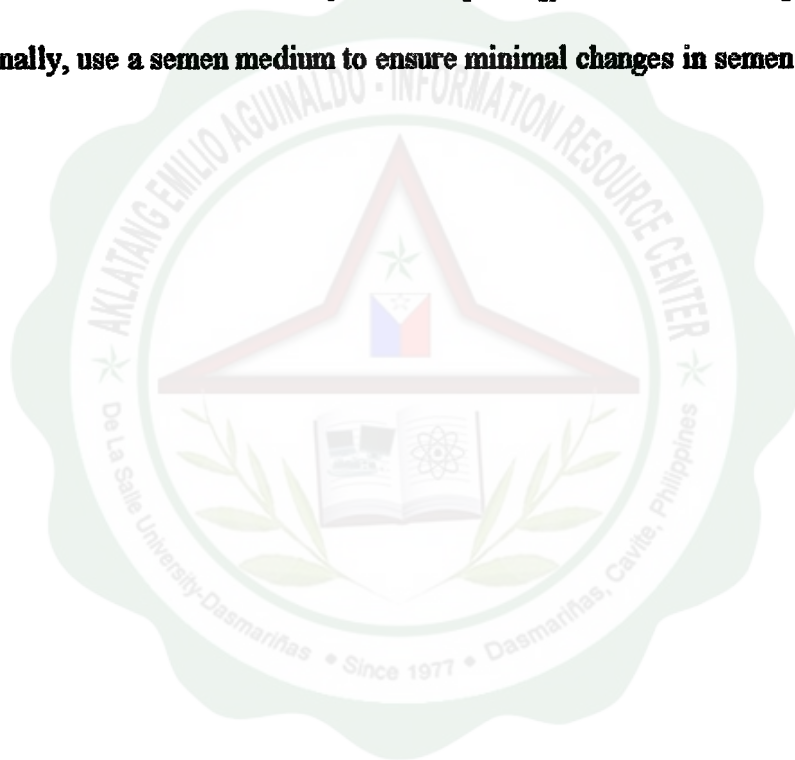 nally, use a semen medium to ensure minimal changes in semen
AKLATANG EMILIO AGUINALDO - INFORMATION RESOURCE CENTER
De La Salle University-Dasmariñas • Since 1977 • Dasmariñas, Cavite, Philippines